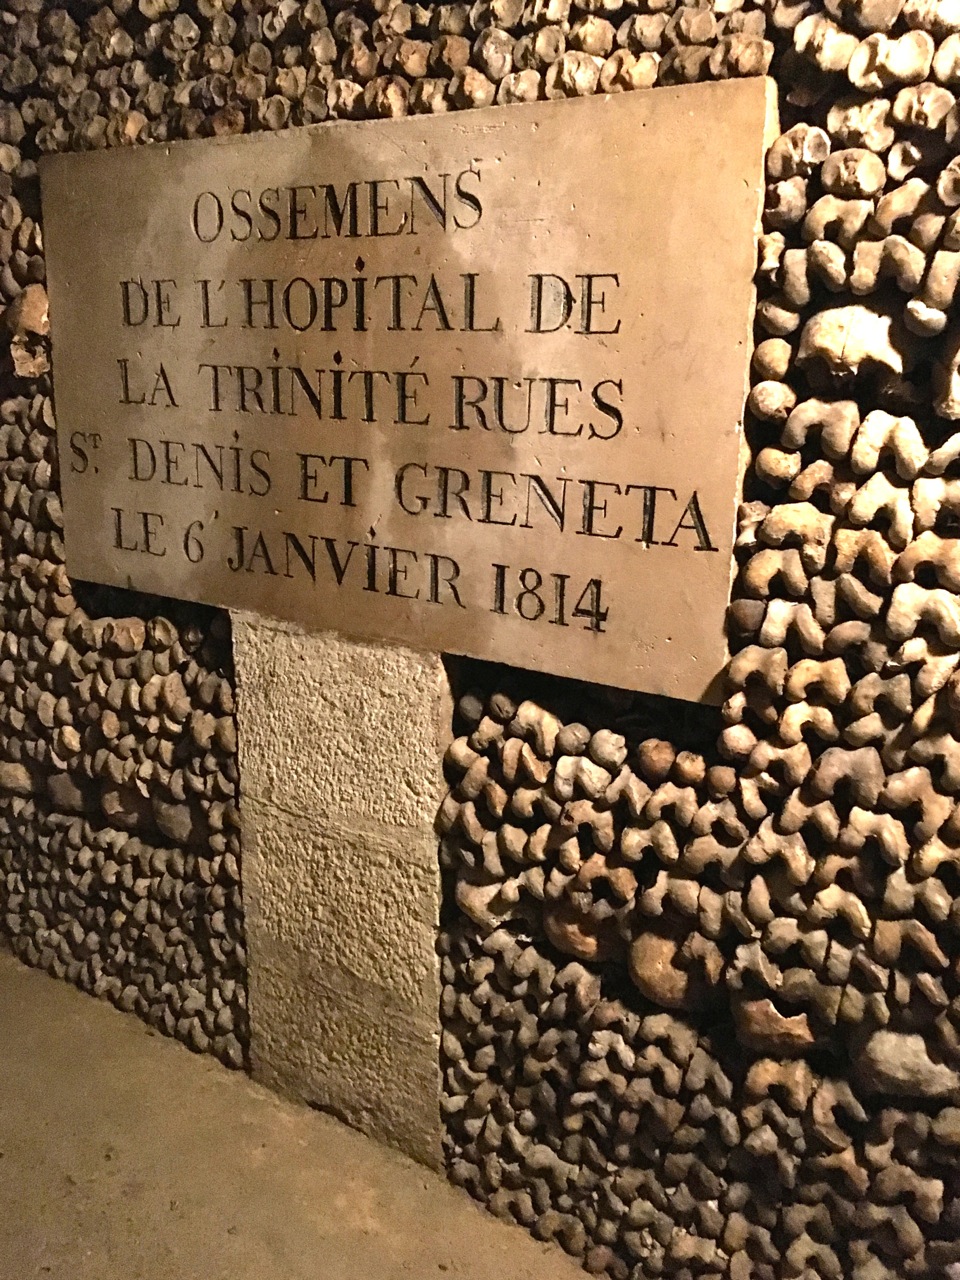 OSSEMENS
DE L'HOPITAL DE
LA TRINITÉ RUES
ST. DENIS ET GRENETA
LE 6 JANVIER 1814